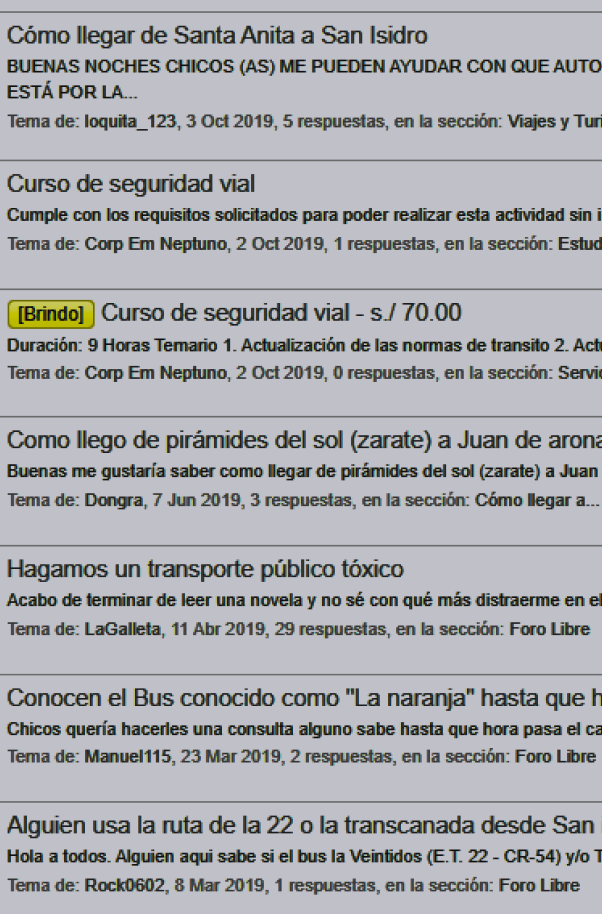 Cómo llegar de Santa Anita a San Isidro
BUENAS NOCHES CHICOS (AS) ME PUEDEN AYUDAR CON QUE AUTO
ESTÁ POR LA...
Tema de: loquita_123, 3 Oct 2019, 5 respuestas, en la sección: Viajes y Turi
Curso de seguridad vial
Cumple con los requisitos solicitados para poder realizar esta actividad sin i
Tema de: Corp Em Neptuno, 2 Oct 2019, 1 respuestas, en la sección: Estud
[Brindo] Curso de seguridad vial - s./ 70.00
Duración: 9 Horas Temario 1. Actualización de las normas de transito 2. Actu
Tema de: Corp Em Neptuno, 2 Oct 2019, 0 respuestas, en la sección: Servic
Como llego de pirámides del sol (zarate) a Juan de arona
Buenas me gustaría saber como llegar de pirámides del sol (zarate) a Juan
Tema de: Dongra, 7 Jun 2019, 3 respuestas, en la sección: Cómo llegar a...
Hagamos un transporte público tóxico
Acabo de terminar de leer una novela y no sé con qué más distraerme en el
Tema de: LaGalleta, 11 Abr 2019, 29 respuestas, en la sección: Foro Libre
Conocen el Bus conocido como "La naranja" hasta que h
Chicos quería hacerles una consulta alguno sabe hasta que hora pasa el ca
Tema de: Manuel115, 23 Mar 2019, 2 respuestas, en la sección: Foro Libre
Alguien usa la ruta de la 22 o la transcanada desde San
Hola a todos. Alguien aqui sabe si el bus la Veintidos (E.T. 22 - CR-54) y/o T
Tema de: Rock0602, 8 Mar 2019, 1 respuestas, en la sección: Foro Libre